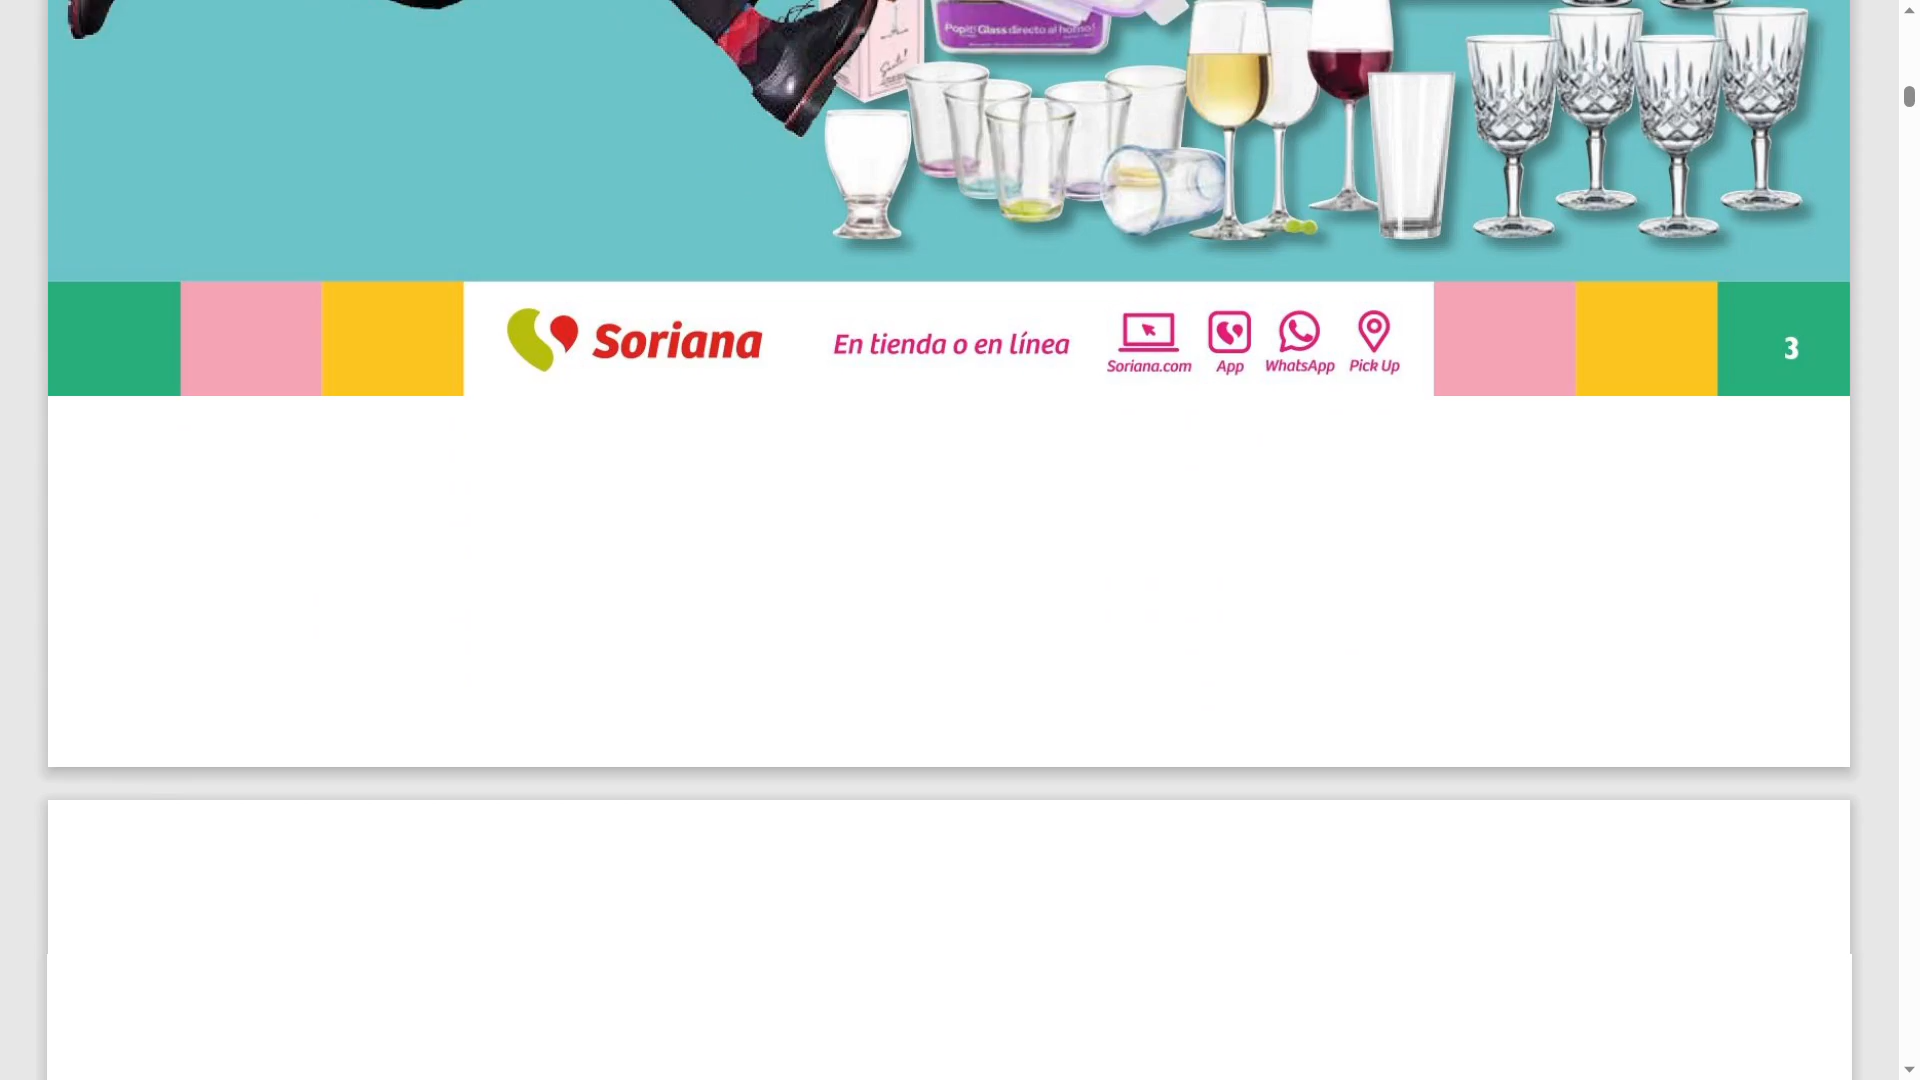 Popit! Glass directo al horno!
Soriana
En tienda o en línea
Soriana.com
App
WhatsApp
Pick Up
3